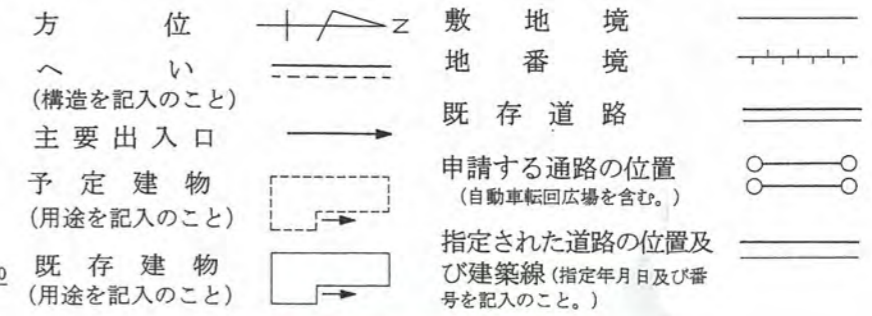 方位
N
へい
(構造を記入のこと)
主要出入口
予定建物
(用途を記入のこと)
既存建物
(用途を記入のこと)
敷地境
地番境
既存道路
申請する通路の位置
(自動車転回広場を含む。)
指定された道路の位置及
び建築線(指定年月日及び番
号を記入のこと。)